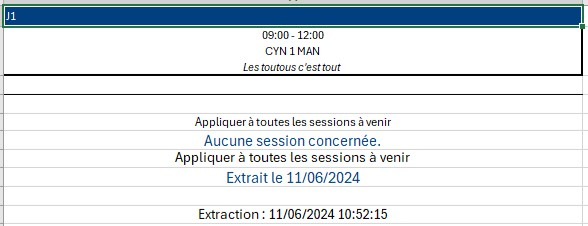 J1
09:00 - 12:00
CYN 1 MAN
Les toutous c'est tout
Appliquer à toutes les sessions à venir
Aucune session concernée.
Appliquer à toutes les sessions à venir
Extrait le 11/06/2024
Extraction : 11/06/2024 10:52:15